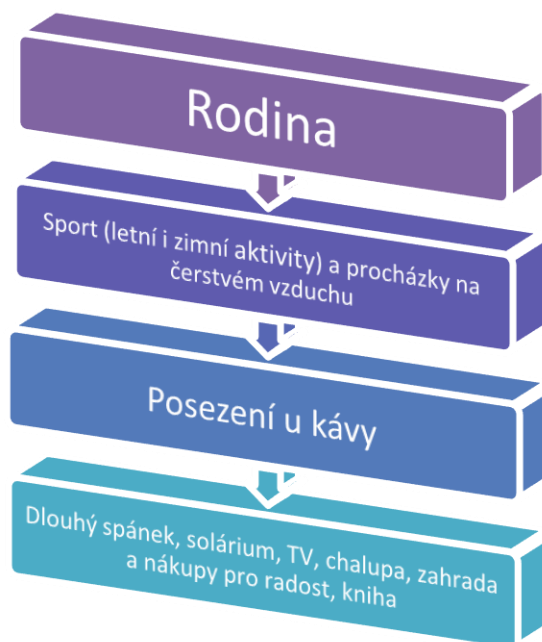 Rodina
Sport (letní i zimní aktivity) a procházky na
čerstvém vzduchu
Posezení u kávy
Dlouhý spánek, solárium, TV, chalupa, zahrada
a nákupy pro radost, kniha